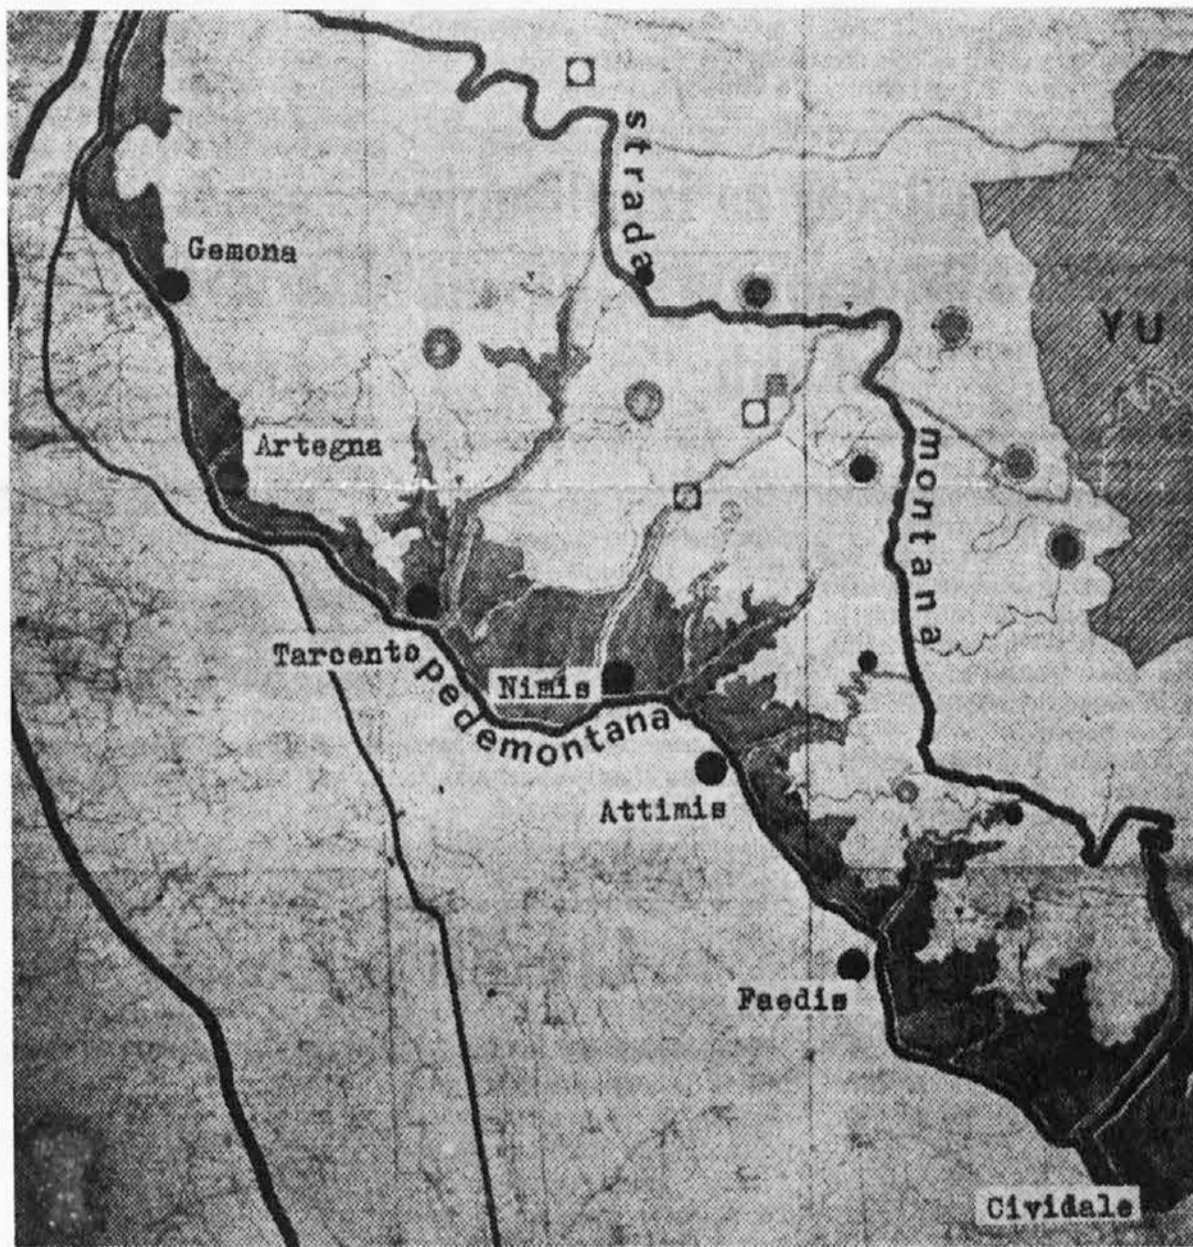 strada
Gemona
YU
Artegna
montana
Tarcento
pedemontana
Nimis
Attimis
Faedis
Cividale